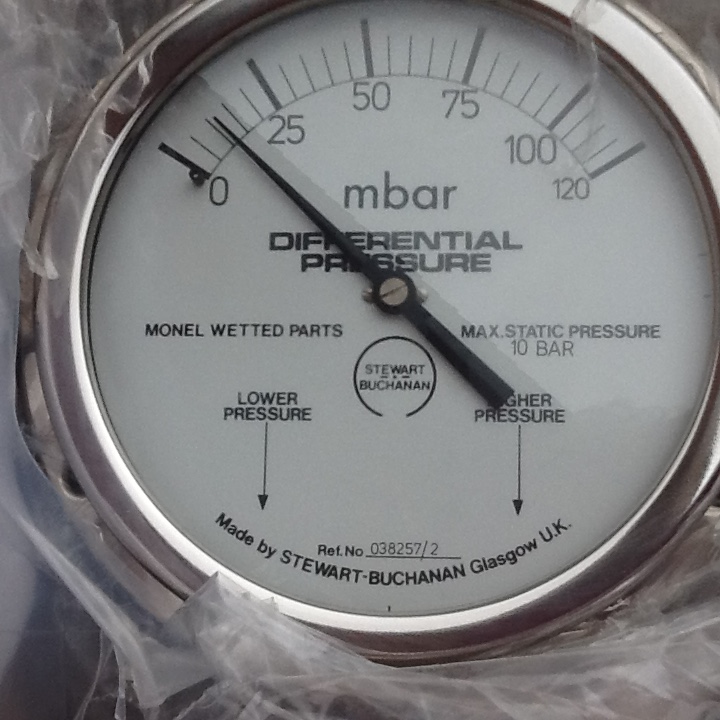 0 25 50 75 100 120
mbar
DIFFERENTIAL
PRESSURE
MONEL WETTED PARTS
MAX.STATIC PRESSURE
10 BAR
STEWART
BUCHANAN
LOWER
PRESSURE
HIGHER
PRESSURE
Ref.No 038257/2
Made by STEWART-BUCHANAN Glasgow U.K.